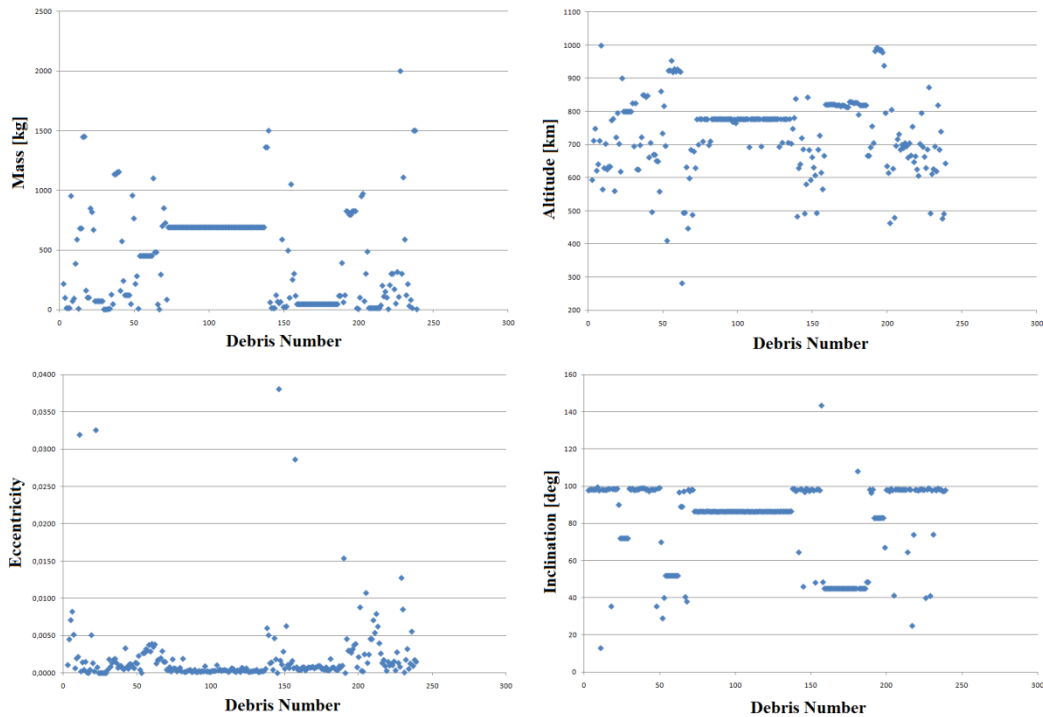 2500
2000
1500
1000
500
0
Mass [kg]
0 50 100 150 200 250 300
Debris Number
1100
1000
900
800
700
600
500
400
300
200
Altitude [km]
0 50 100 150 200 250 300
Debris Number
0,0400
0,0350
0,0300
0,0250
0,0200
0,0150
0,0100
0,0050
0,0000
Eccentricity
0 50 100 150 200 250 300
Debris Number
160
140
120
100
80
60
40
20
0
Inclination [deg]
0 50 100 150 200 250 300
Debris Number